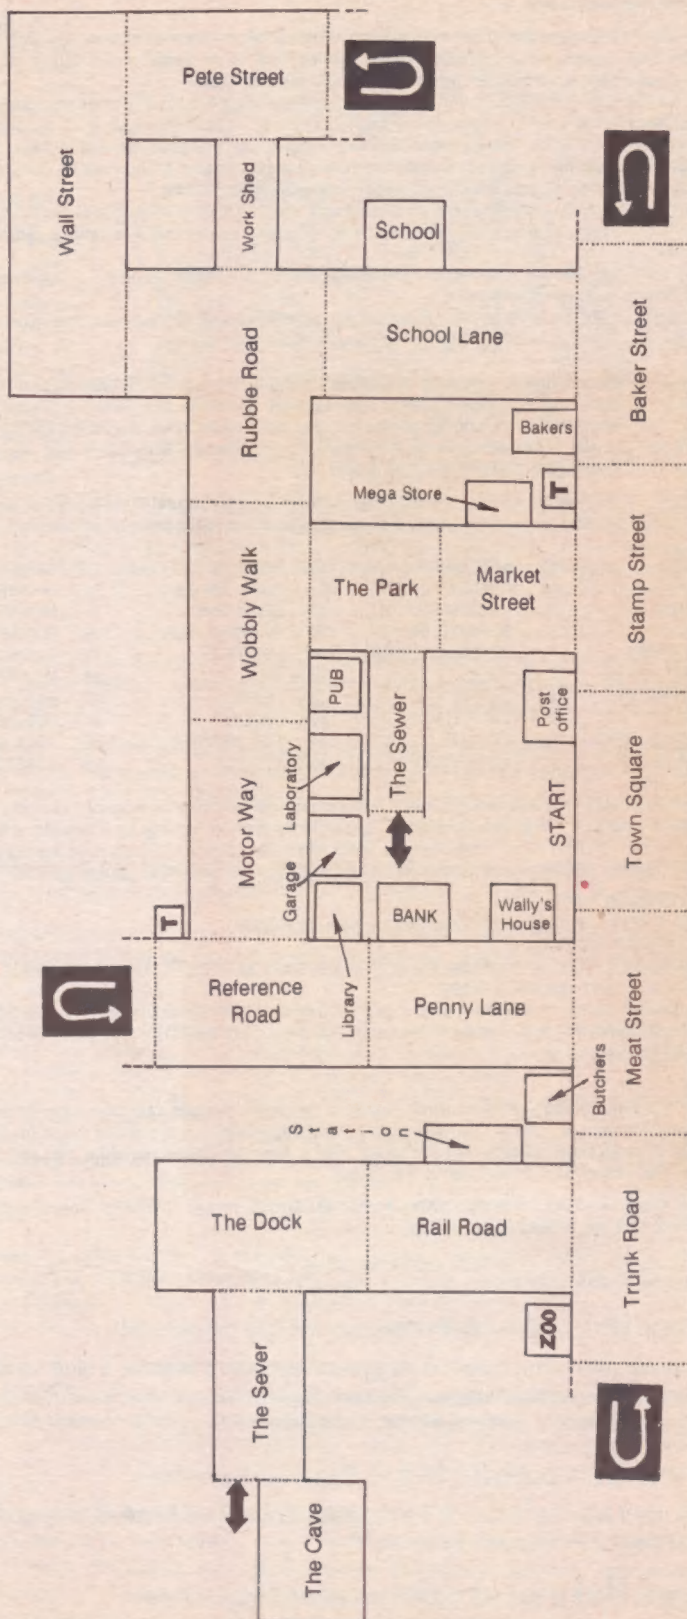 Pete Street
Wall Street
Work Shed
School
Rubble Road
School Lane
Baker Street
Bakers
Mega Store
T
Wobbly Walk
The Park
Market
Street
Stamp Street
PUB
The Sewer
Post
office
Motor Way
Laboratory
Garage
START
Town Square
T
Library
BANK
Wally's
House
Reference
Road
Penny Lane
Meat Street
Butchers
Station
The Dock
Rail Road
Trunk Road
ZOO
The Sever
The Cave